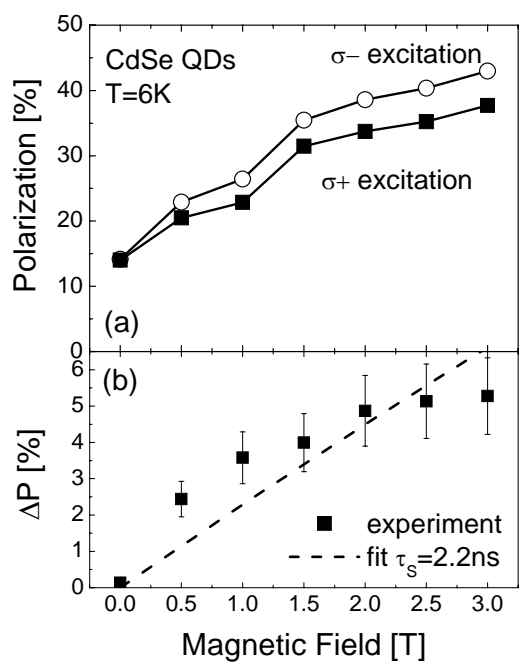 50
40
30
20
10
Polarization [%]
CdSe QDs
T=6K
σ− excitation
σ+ excitation
(a)
6
5
4
3
2
1
0
ΔP [%]
(b)
experiment
fit τS=2.2ns
0.0 0.5 1.0 1.5 2.0 2.5 3.0
Magnetic Field [T]